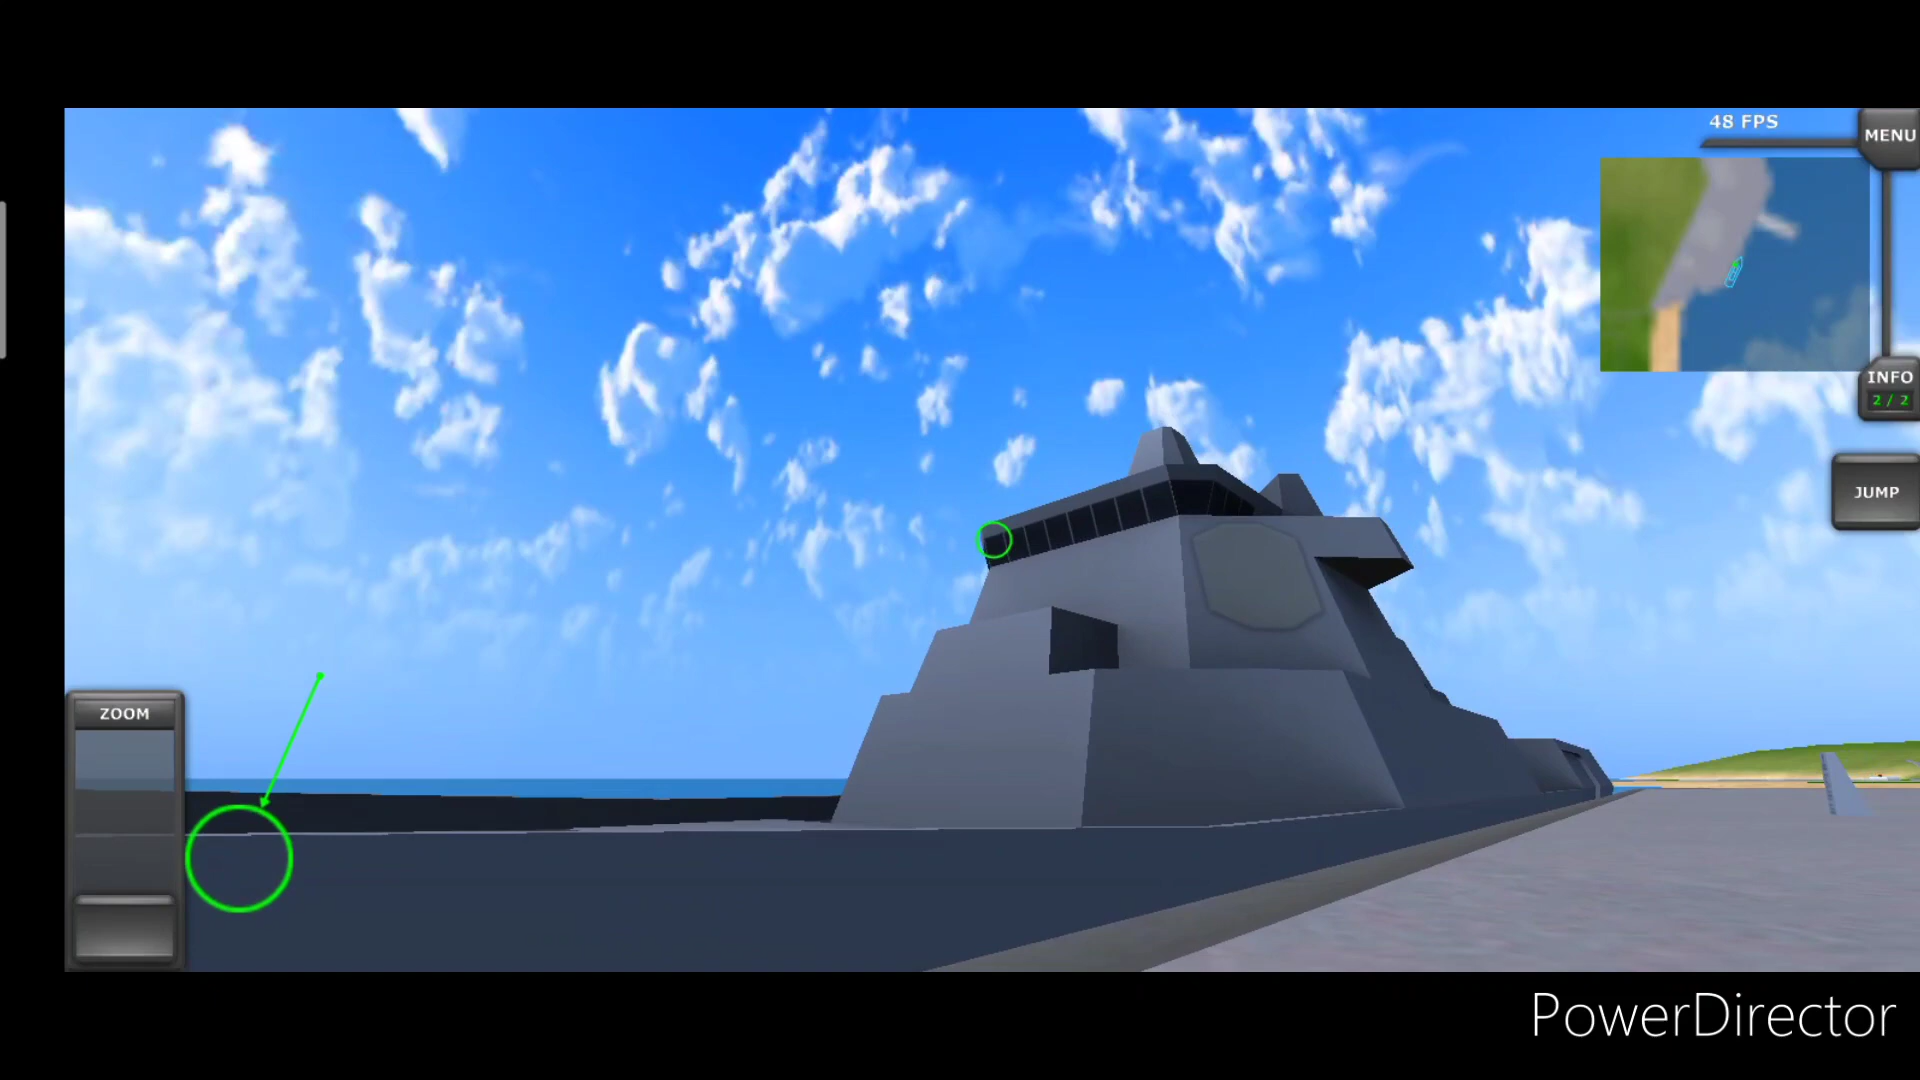 48 FPS
MENU
INFO
2 / 2
JUMP
ZOOM
PowerDirector